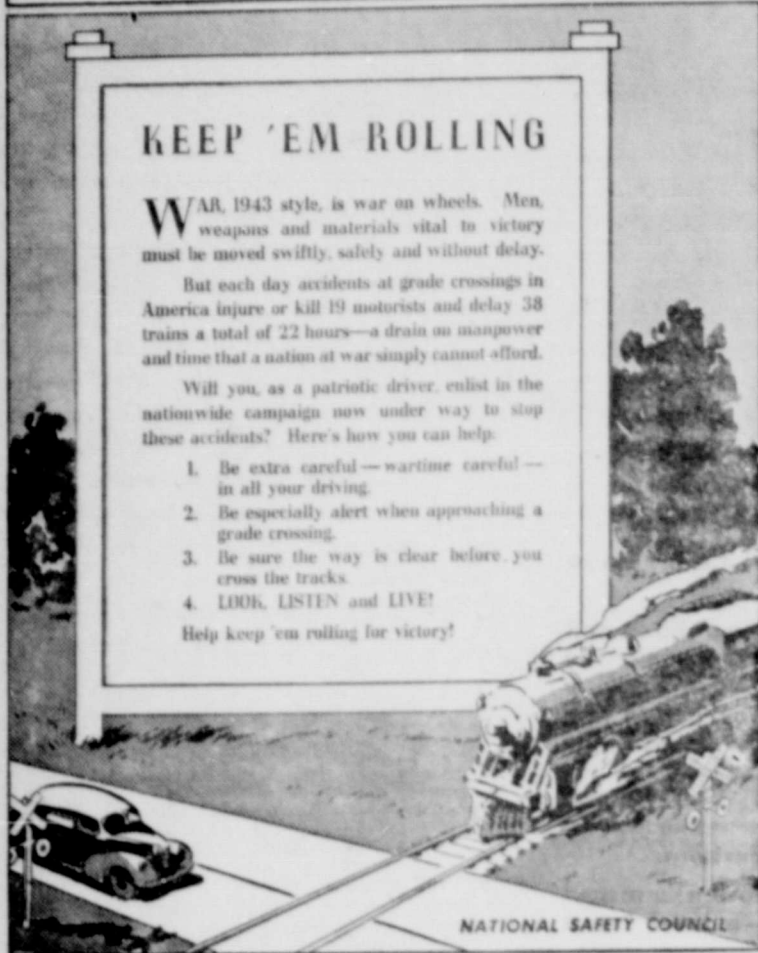 KEEP 'EM ROLLING
WAR, 1943 style, is war on wheels. Men,
weapons and materials vital to victory
must be moved swiftly, safely and without delay.
But each day accidents at grade crossings in
America injure or kill 19 motorists and delay 38
trains a total of 22 hours—a drain on manpower
and time that a nation at war simply cannot afford.
Will you, as a patriotic driver, enlist in the
nationwide campaign now under way to stop
these accidents? Here's how you can help:
1. Be extra careful — wartime careful —
in all your driving.
2. Be especially alert when approaching a
grade crossing.
3. Be sure the way is clear before you
cross the tracks.
4. LOOK, LISTEN and LIVE!
Help keep 'em rolling for victory!
NATIONAL SAFETY COUNCIL